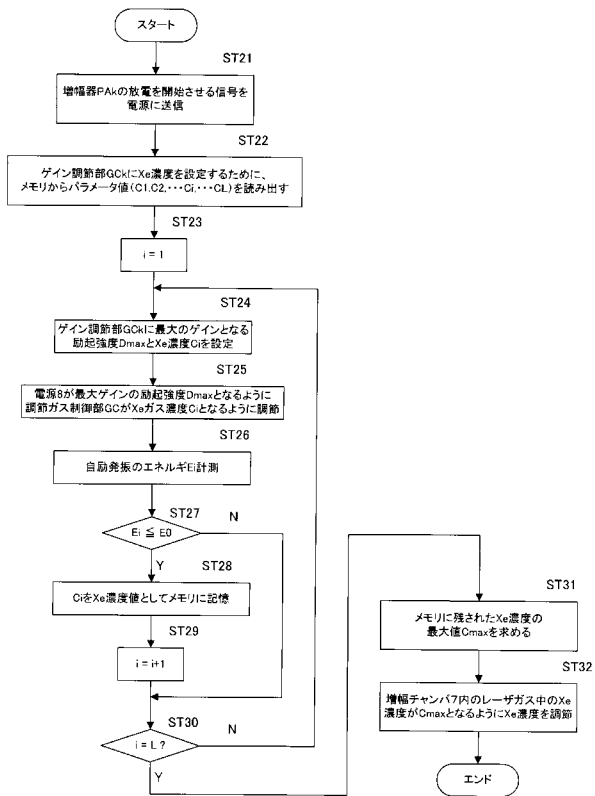 スタート
ST21
増幅器PAkの放電を開始させる信号を
電源に送信
ST22
ゲイン調節部GCkにXe濃度を設定するために、
メモリからパラメータ値(C1,C2,･･･Ci,･･･CL)を読み出す
ST23
i = 1
ST24
ゲイン調節部GCkに最大のゲインとなる
励起強度DmaxとXe濃度Ciを設定
ST25
電源8が最大ゲインの励起強度Dmaxとなるように
調節ガス制御部GCがXeガス濃度Ciとなるように調節
ST26
自励発振のエネルギEi計測
ST27
Ei ≦ E0
N
Y
ST28
CiをXe濃度値としてメモリに記憶
ST29
i = i+1
ST30
i = L ?
N
Y
ST31
メモリに残されたXe濃度の
最大値Cmaxを求める
ST32
増幅チャンバ7内のレーザガス中のXe
濃度がCmaxとなるようにXe濃度を調節
エンド